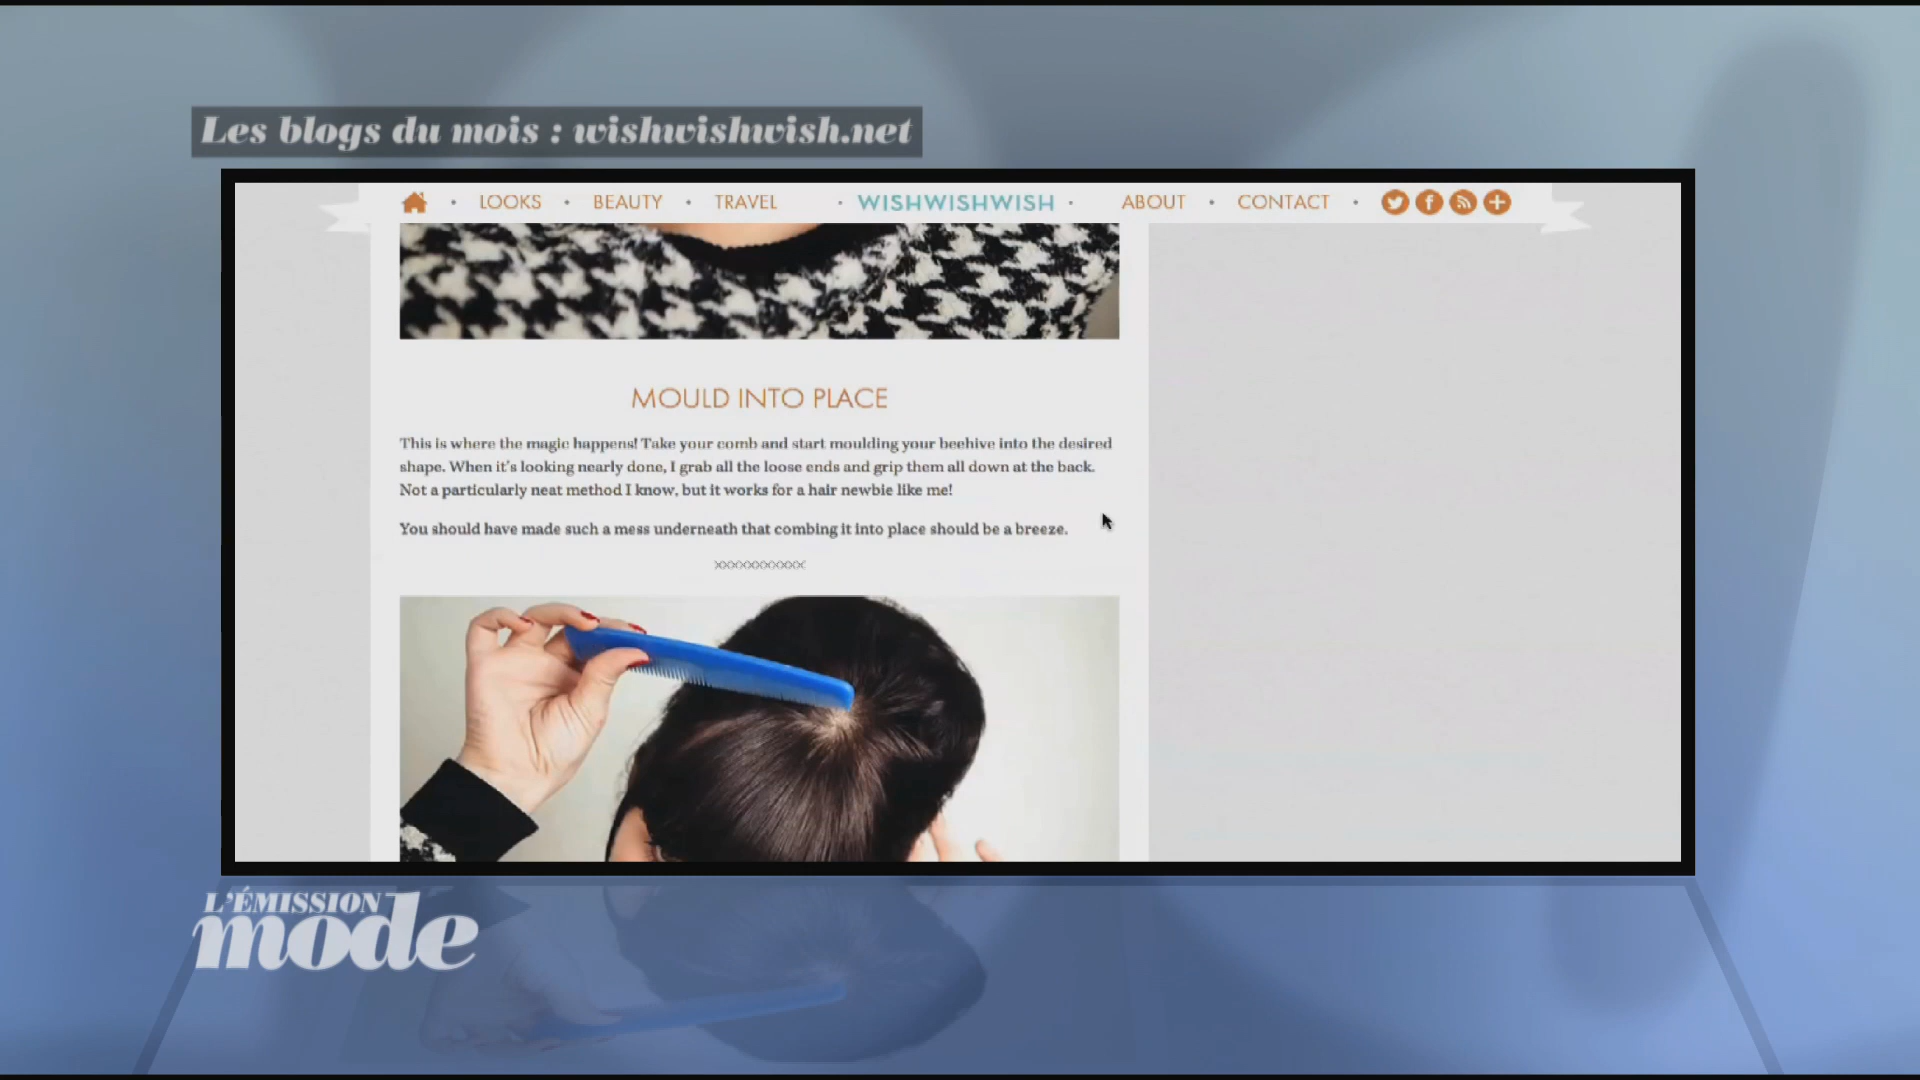 Les blogs du mois : wishwishwish.net
LOOKS • BEAUTY • TRAVEL • WISHWISHWISH • ABOUT • CONTACT •
MOULD INTO PLACE
This is where the magic happens! Take your comb and start moulding your beehive into the desired
shape. When it's looking nearly done, I grab all the loose ends and grip them all down at the back.
Not a particularly neat method I know, but it works for a hair newbie like me!
You should have made such a mess underneath that combing it into place should be a breeze.
L'ÉMISSION
mode